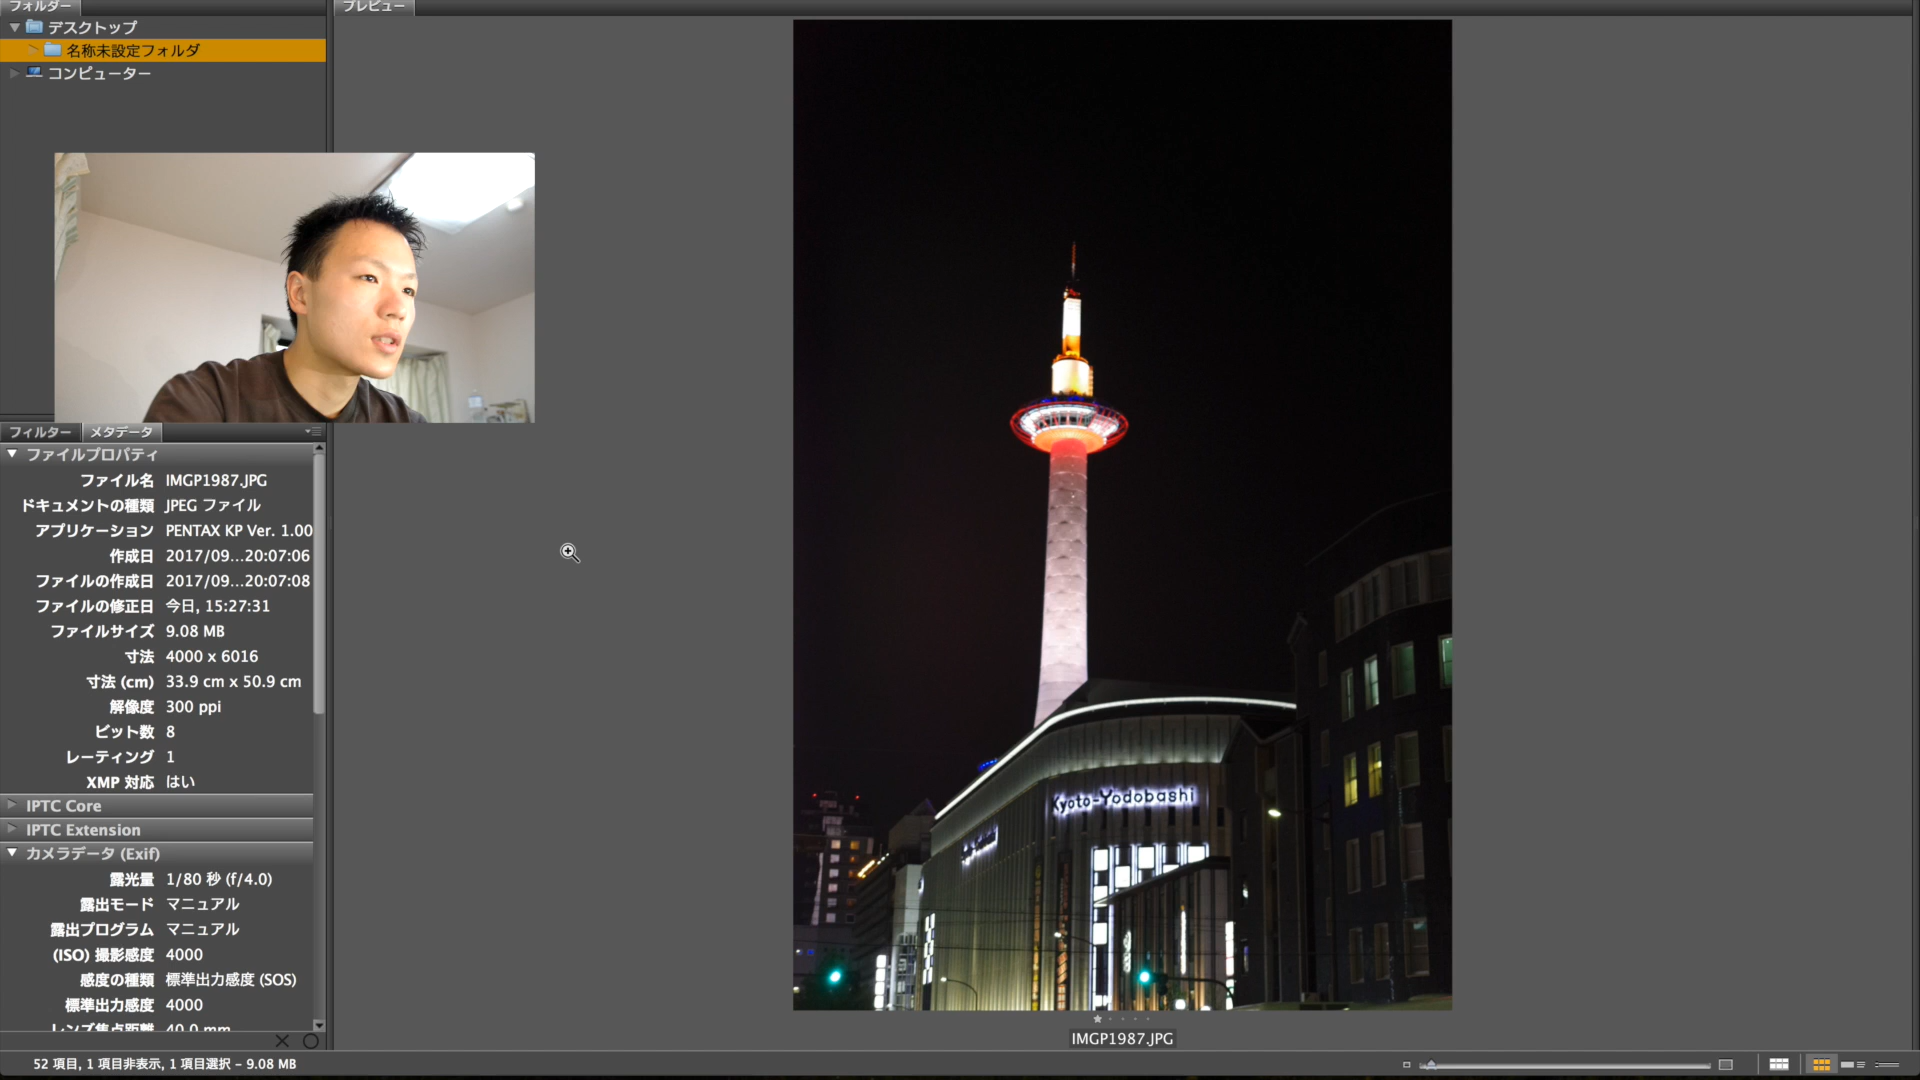 フォルダー
デスクトップ
名称未設定フォルダ
コンピューター
プレビュー
フィルター
メタデータ
ファイルプロパティ
ファイル名 IMGP1987.JPG
ドキュメントの種類 JPEG ファイル
アプリケーション PENTAX KP Ver. 1.00
作成日 2017/09...20:07:06
ファイルの作成日 2017/09...20:07:08
ファイルの修正日 今日, 15:27:31
ファイルサイズ 9.08 MB
寸法 4000 x 6016
寸法 (cm) 33.9 cm x 50.9 cm
解像度 300 ppi
ビット数 8
レーティング 1
XMP 対応 はい
IPTC Core
IPTC Extension
カメラデータ (Exif)
露光量 1/80 秒 (f/4.0)
露出モード マニュアル
露出プログラム マニュアル
(ISO) 撮影感度 4000
感度の種類 標準出力感度 (SOS)
標準出力感度 4000
レンズ焦点距離 40.0 mm
52 項目, 1 項目非表示, 1 項目選択 – 9.08 MB
Kyoto-Yodobashi
IMGP1987.JPG